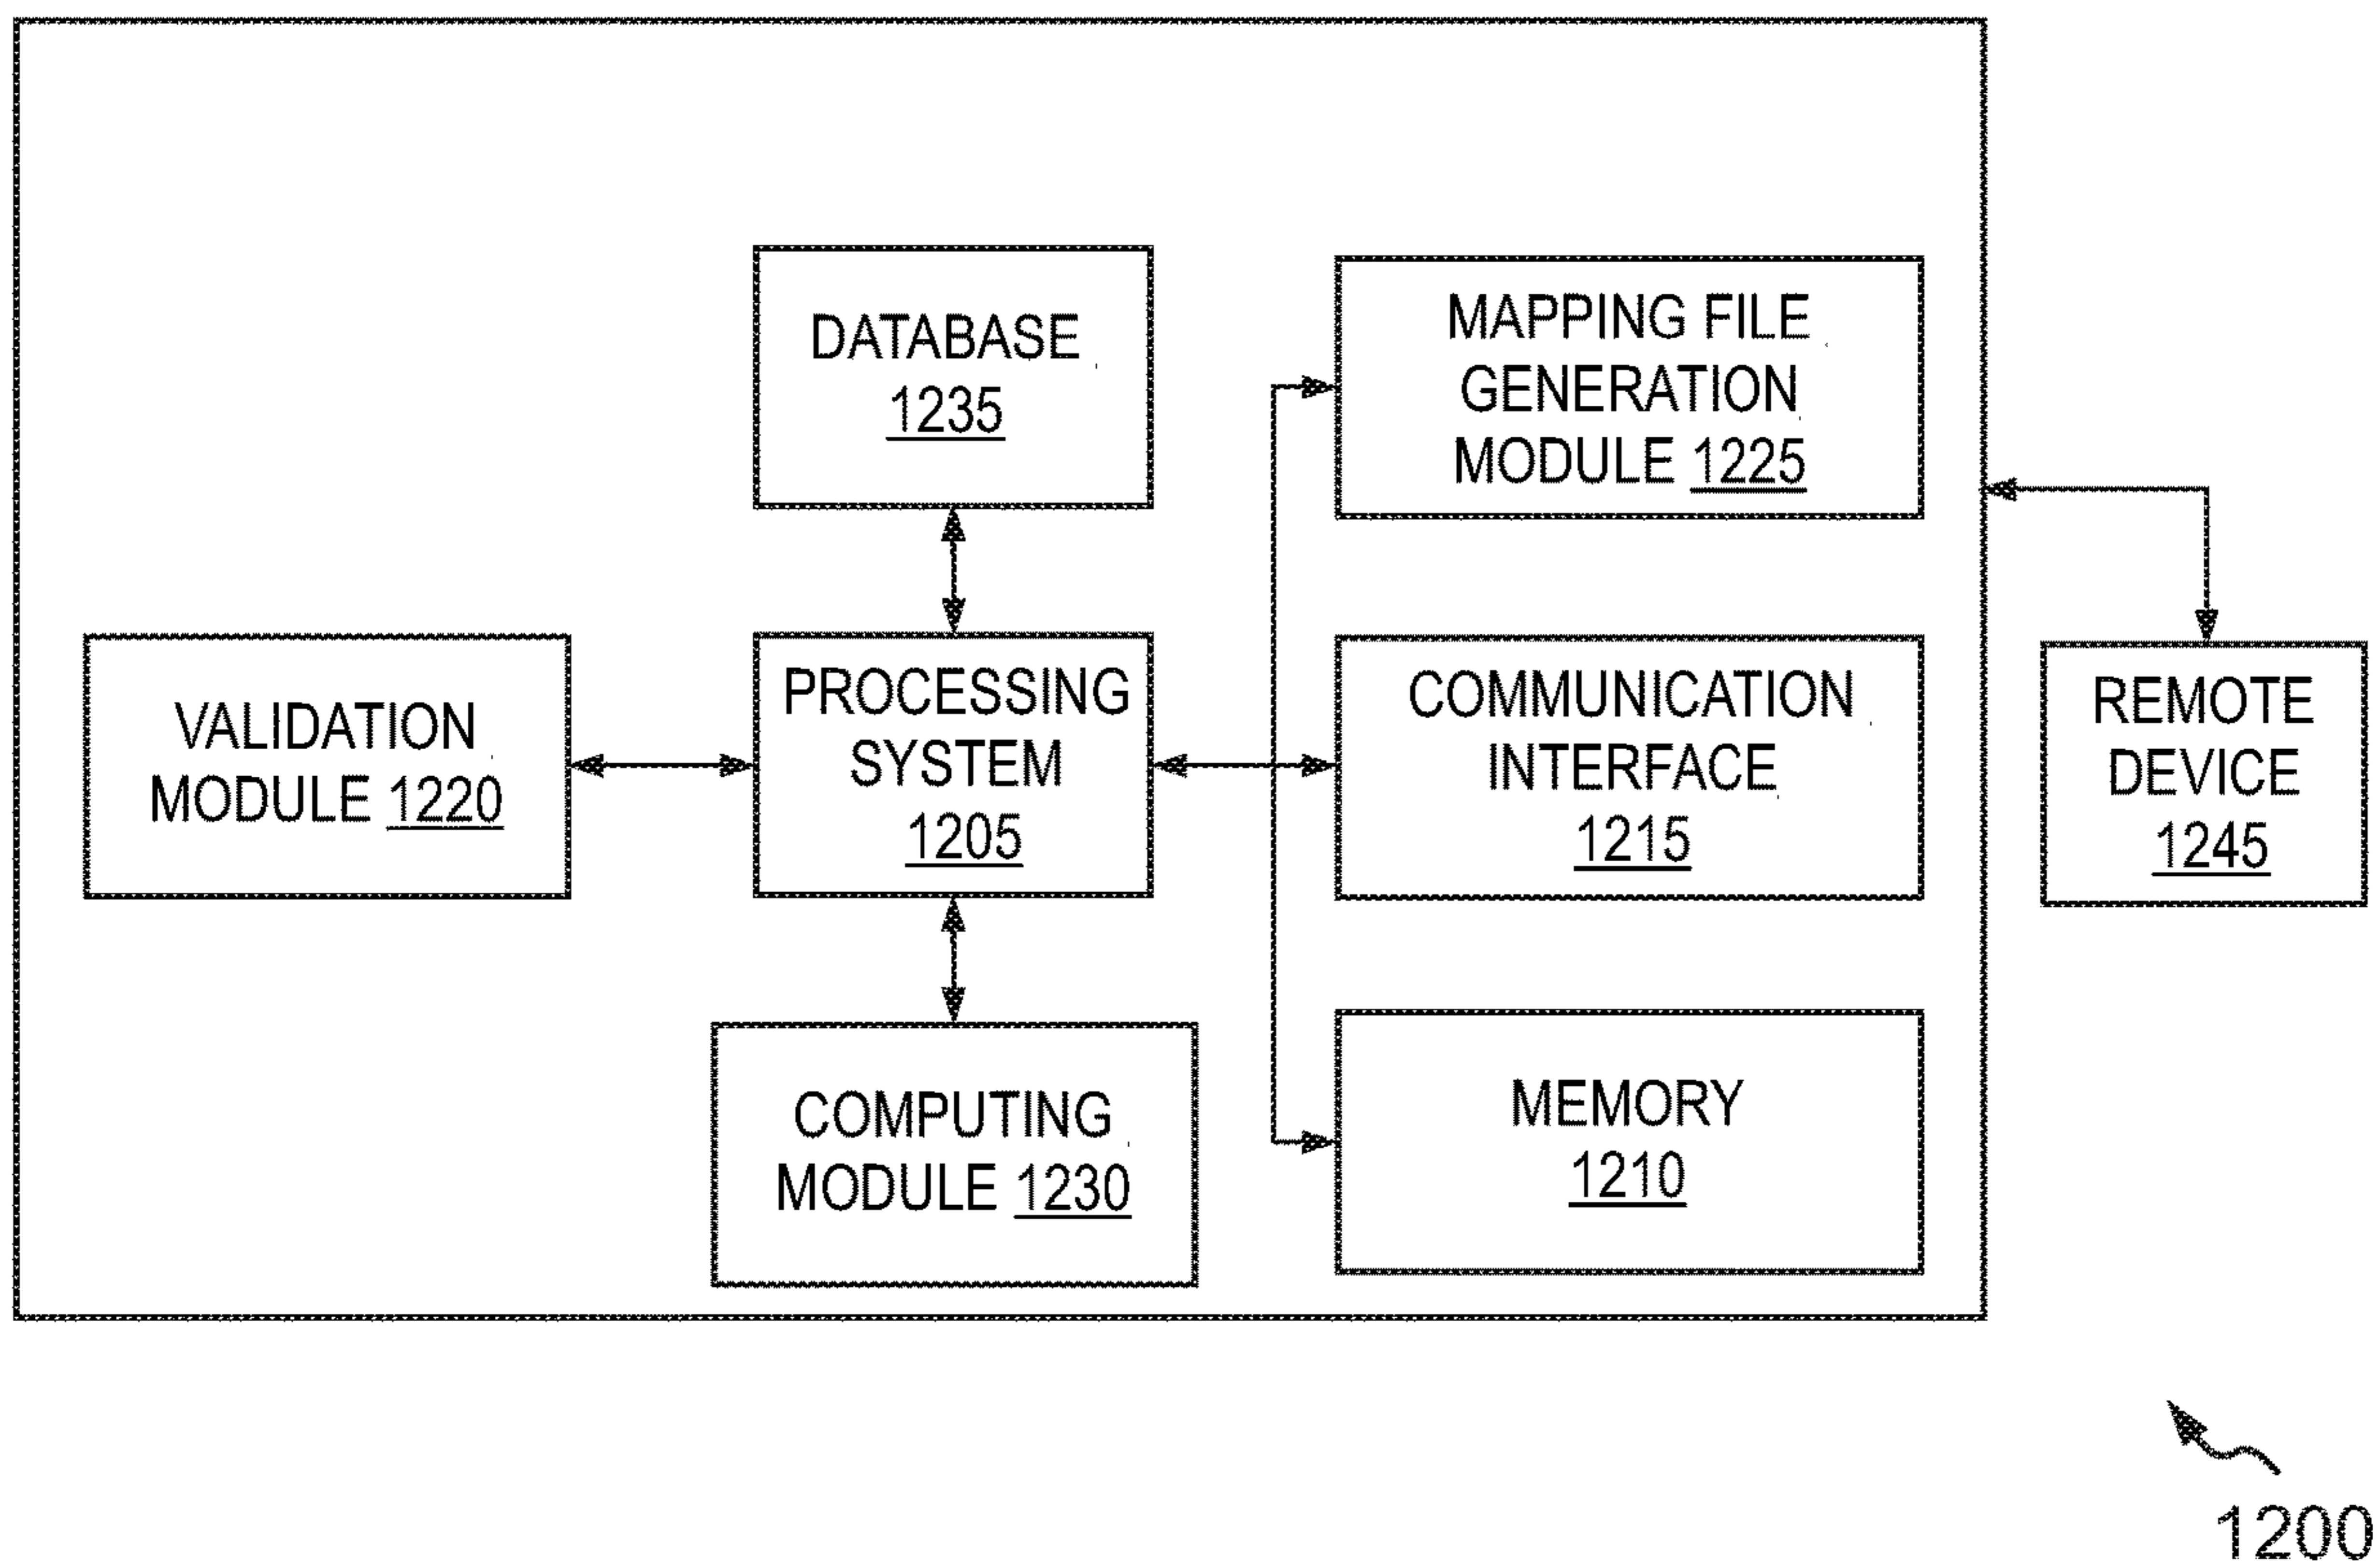 DATABASE
1235
MAPPING FILE
GENERATION
MODULE 1225
VALIDATION
MODULE 1220
PROCESSING
SYSTEM
1205
COMMUNICATION
INTERFACE
1215
REMOTE
DEVICE
1245
COMPUTING
MODULE 1230
MEMORY
1210
1200